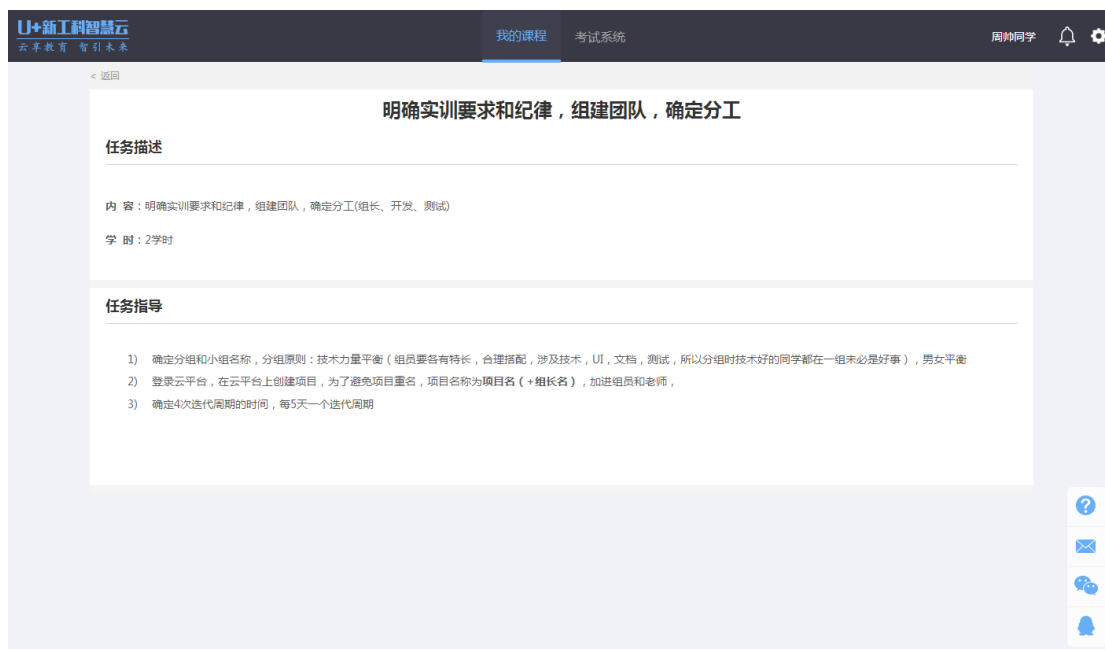 U+新工科智慧云
云享教育 智引未来
我的课程
考试系统
周帅同学
< 返回
明确实训要求和纪律，组建团队，确定分工
任务描述
内 容：明确实训要求和纪律，组建团队，确定分工(组长、开发、测试)
学 时：2学时
任务指导
1) 确定分组和小组名称，分组原则：技术力量平衡（组员要各有特长，合理搭配，涉及技术，UI，文档，测试，所以分组时技术好的同学都在一组未必是好事），男女平衡
2) 登录云平台，在云平台上创建项目，为了避免项目重名，项目名称为项目名（+组长名），加进组员和老师，
3) 确定4次迭代周期的时间，每5天一个迭代周期